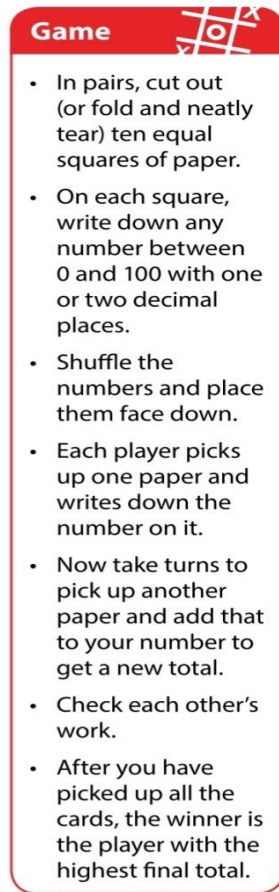 Game
• In pairs, cut out
(or fold and neatly
tear) ten equal
squares of paper.
• On each square,
write down any
number between
0 and 100 with one
or two decimal
places.
• Shuffle the
numbers and place
them face down.
• Each player picks
up one paper and
writes down the
number on it.
• Now take turns to
pick up another
paper and add that
to your number to
get a new total.
• Check each other’s
work.
• After you have
picked up all the
cards, the winner is
the player with the
highest final total.